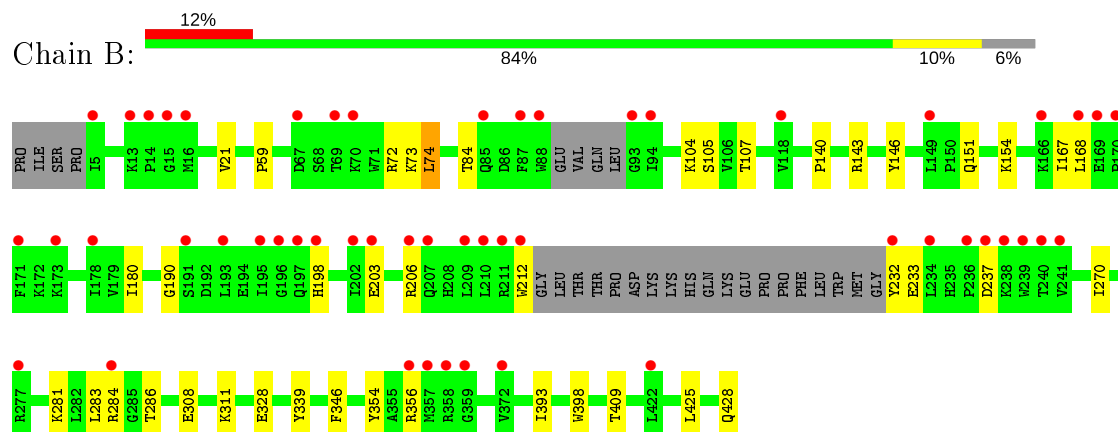 12%
Chain B:
84% 10% 6%
PRO ILE SER PRO I5 K13 P14 G15 M16 V21 P59 D67 S68 T69 K70 W71 R72 K73 L74 T84 Q85 D86 F87 W88 GLU VAL GLN LEU G93 I94 K104 S105 V106 T107 V118 P140 R143 Y146 L149 P150 Q151 K154 K166 I167 L168 E169 P170
F171 K172 K173 I178 V179 I180 G190 S191 D192 L193 E194 I195 G196 Q197 H198 I202 E203 R206 Q207 H208 L209 L210 R211 W212 GLY LEU THR THR PRO ASP LYS LYS HIS GLN LYS GLU PRO PRO PHE LEU TRP MET GLY Y232 E233 L234 H235 P236 D237 K238 W239 T240 V241 I270
R277 K281 L282 L283 R284 G285 T286 E308 K311 E328 Y339 F346 Y354 A355 R356 M357 R358 G359 V372 I393 W398 T409 L422 L425 Q428